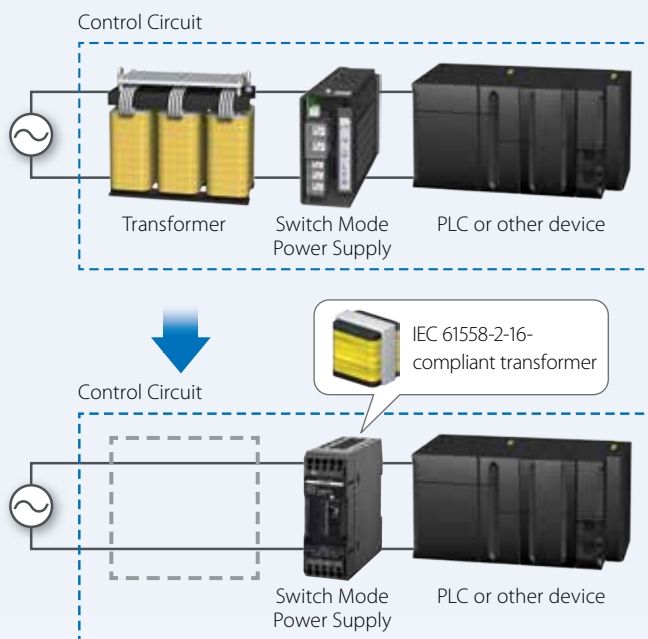 Control Circuit
Transformer
Switch Mode
Power Supply
PLC or other device
IEC 61558-2-16-
compliant transformer
Control Circuit
Switch Mode
Power Supply
PLC or other device